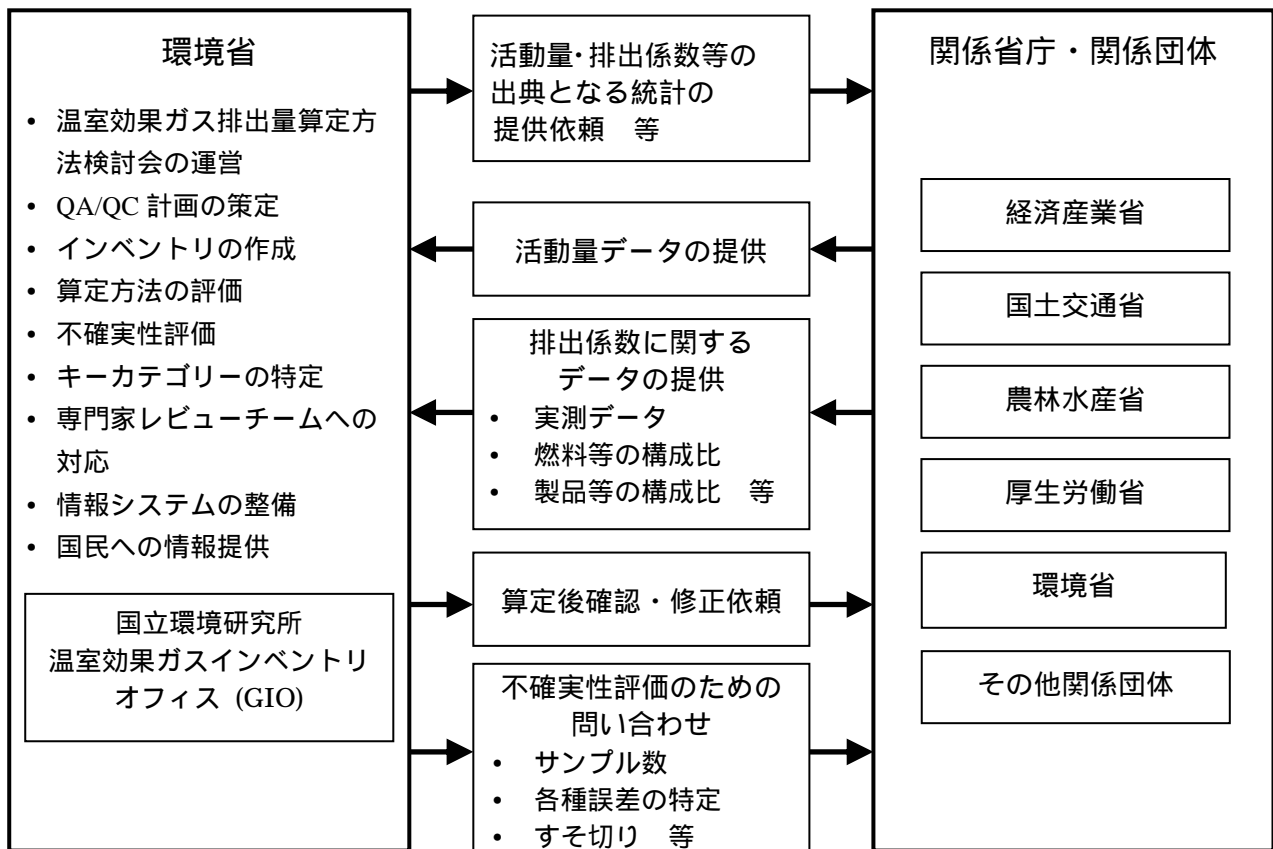 環境省
• 温室効果ガス排出量算定方
法検討会の運営
• QA/QC 計画の策定
• インベントリの作成
• 算定方法の評価
• 不確実性評価
• キーカテゴリーの特定
• 専門家レビューチームへの
対応
• 情報システムの整備
• 国民への情報提供
国立環境研究所
温室効果ガスインベントリ
オフィス (GIO)
活動量・排出係数等の
出典となる統計の
提供依頼　等
活動量データの提供
排出係数に関する
データの提供
• 実測データ
• 燃料等の構成比
• 製品等の構成比　等
算定後確認・修正依頼
不確実性評価のための
問い合わせ
• サンプル数
• 各種誤差の特定
• すそ切り　等
関係省庁・関係団体
経済産業省
国土交通省
農林水産省
厚生労働省
環境省
その他関係団体